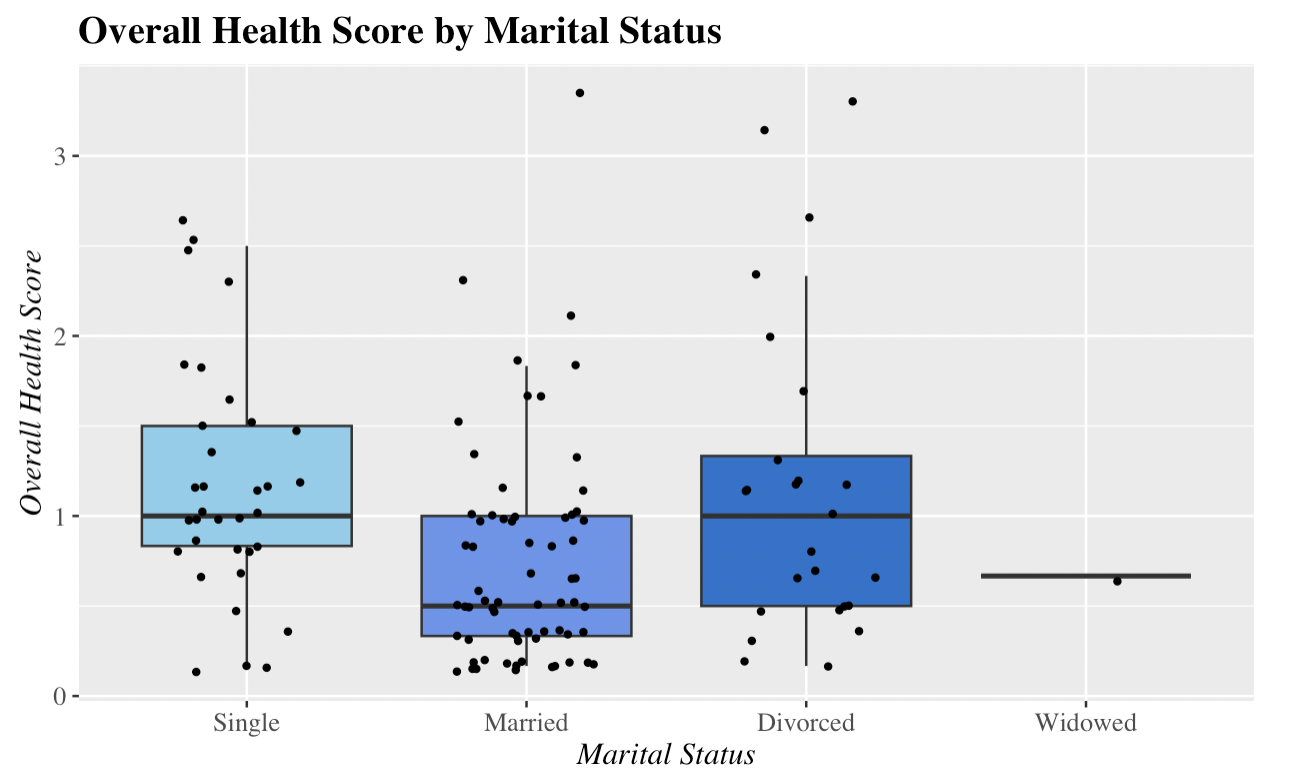 Overall Health Score by Marital Status
Overall Health Score
3
2
1
0
Single Married Divorced Widowed
Marital Status